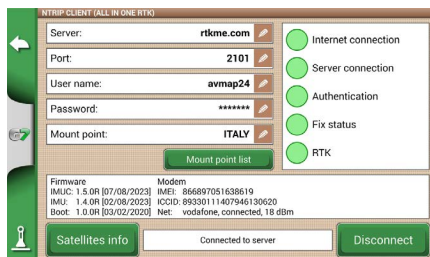 NTRIP CLIENT (ALL IN ONE RTK)
Server: rtkme.com
Port: 2101
User name: avmap24
Password: *******
Mount point: ITALY
Mount point list
Internet connection
Server connection
Authentication
Fix status
RTK
Firmware
IMUC: 1.5.0R [07/08/2023]
IMU: 1.4.0R [02/08/2023]
Boot: 1.0.0R [03/02/2020]
Modem
IMEI: 866897051638619
ICCID: 89330111407946130620
Net: vodafone, connected, 18 dBm
Satellites info
Connected to server
Disconnect